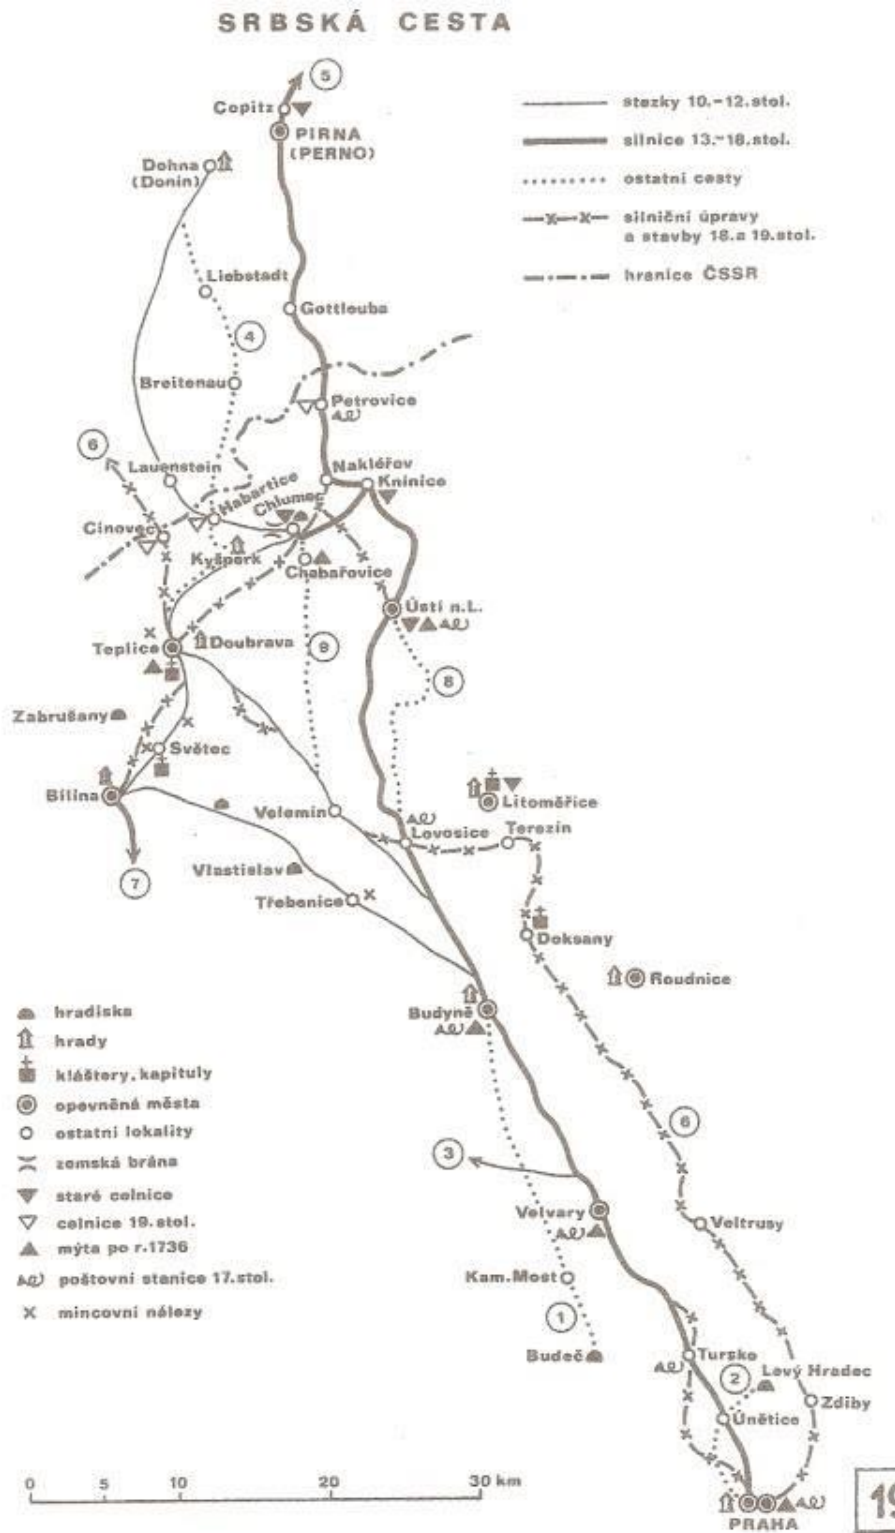 SRBSKÁ CESTA
5
Copitz
PIRNA
(PERNO)
Dohna
(Donín)
stezky 10.-12.stol.
silnice 13.-18.stol.
ostatní cesty
silniční úpravy
a stavby 18.a 19.stol.
hranice ČSSR
Liebstadt
Gottleuba
4
Breitenau
Petrovice
6
Lauenstein
Nakléřov
Knínice
Habartice
Chlumec
Cínovec
Kyšperk
Chabařovice
Ústí n.L.
Teplice
Doubrava
9
8
Zabrušany
Světec
Bílina
Velemín
Litoměřice
Lovosice
Terezín
Vlastislav
7
Třebenice
Doksany
Roudnice
Budyně
hradiska
hrady
kláštery, kapituly
opevněná města
ostatní lokality
zemská brána
staré celnice
celnice 19.stol.
mýta po r.1736
poštovní stanice 17.stol.
mincovní nálezy
6
3
Velvary
Veltrusy
Kam.Most
1
Budeč
Tursko
2
Levý Hradec
Zdiby
Únětice
0 5 10 20 30 km
PRAHA
19